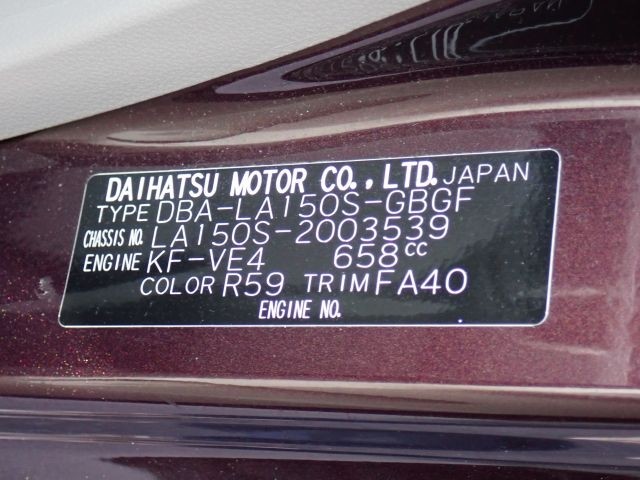 DAIHATSU MOTOR CO., LTD. JAPAN
TYPE DBA-LA150S-GBGF
CHASSIS NO. LA150S-2003539
ENGINE KF-VE4 658cc
COLOR R59 TRIM FA40
ENGINE NO.